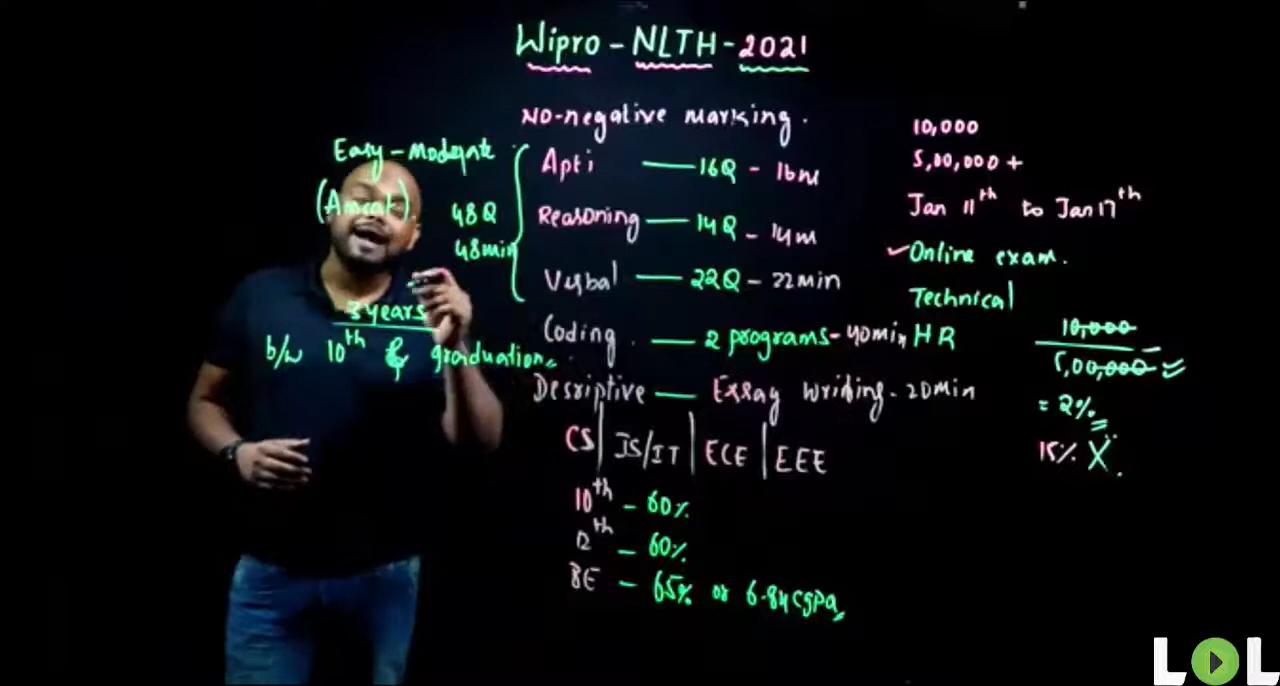 Wipro - NLTH - 2021
NO-negative marking.
Easy - Moderate
(Amcat)
48Q
48min
Apti — 16Q - 16m
Reasoning — 14Q - 14m
Verbal — 22Q - 22min
Coding. — 2 programs - 40min
Desriptive — Essay writing - 20min
3 years
b/w 10th & graduation.
CS | IS/IT | ECE | EEE
10th - 60%
12th - 60%
BE - 65% or 6.84 cgpa
10,000
5,00,000 +
Jan 11th to Jan 17th
Online exam.
Technical
HR
10,000
5,00,000
= 2%
15% X.
LOL